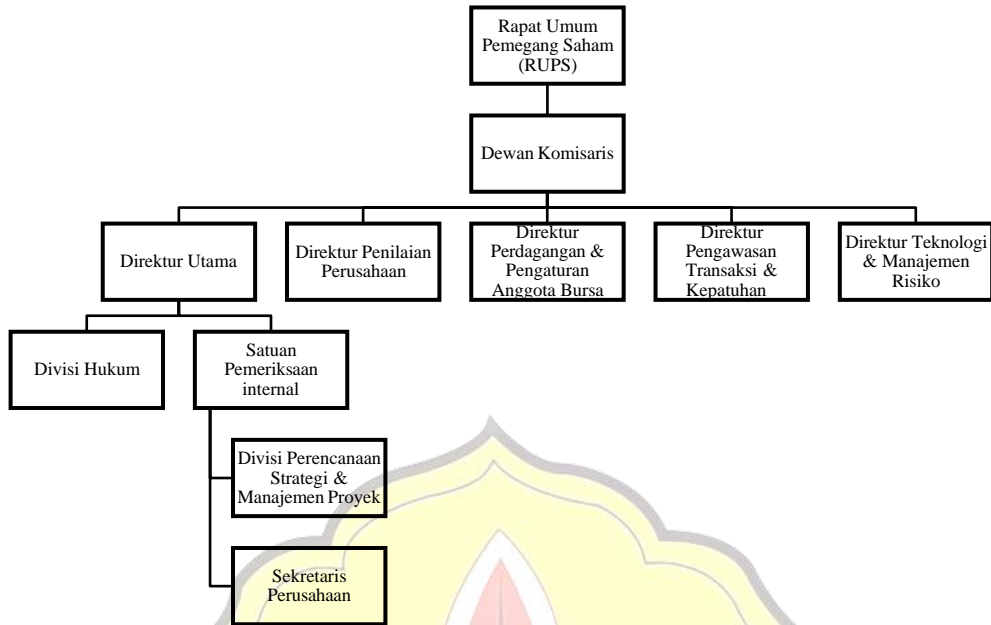 Rapat Umum
Pemegang Saham
(RUPS)
Dewan Komisaris
Direktur Utama
Direktur Penilaian
Perusahaan
Direktur
Perdagangan &
Pengaturan
Anggota Bursa
Direktur
Pengawasan
Transaksi &
Kepatuhan
Direktur Teknologi
& Manajemen
Risiko
Divisi Hukum
Satuan
Pemeriksaan
internal
Divisi Perencanaan
Strategi &
Manajemen Proyek
Sekretaris
Perusahaan